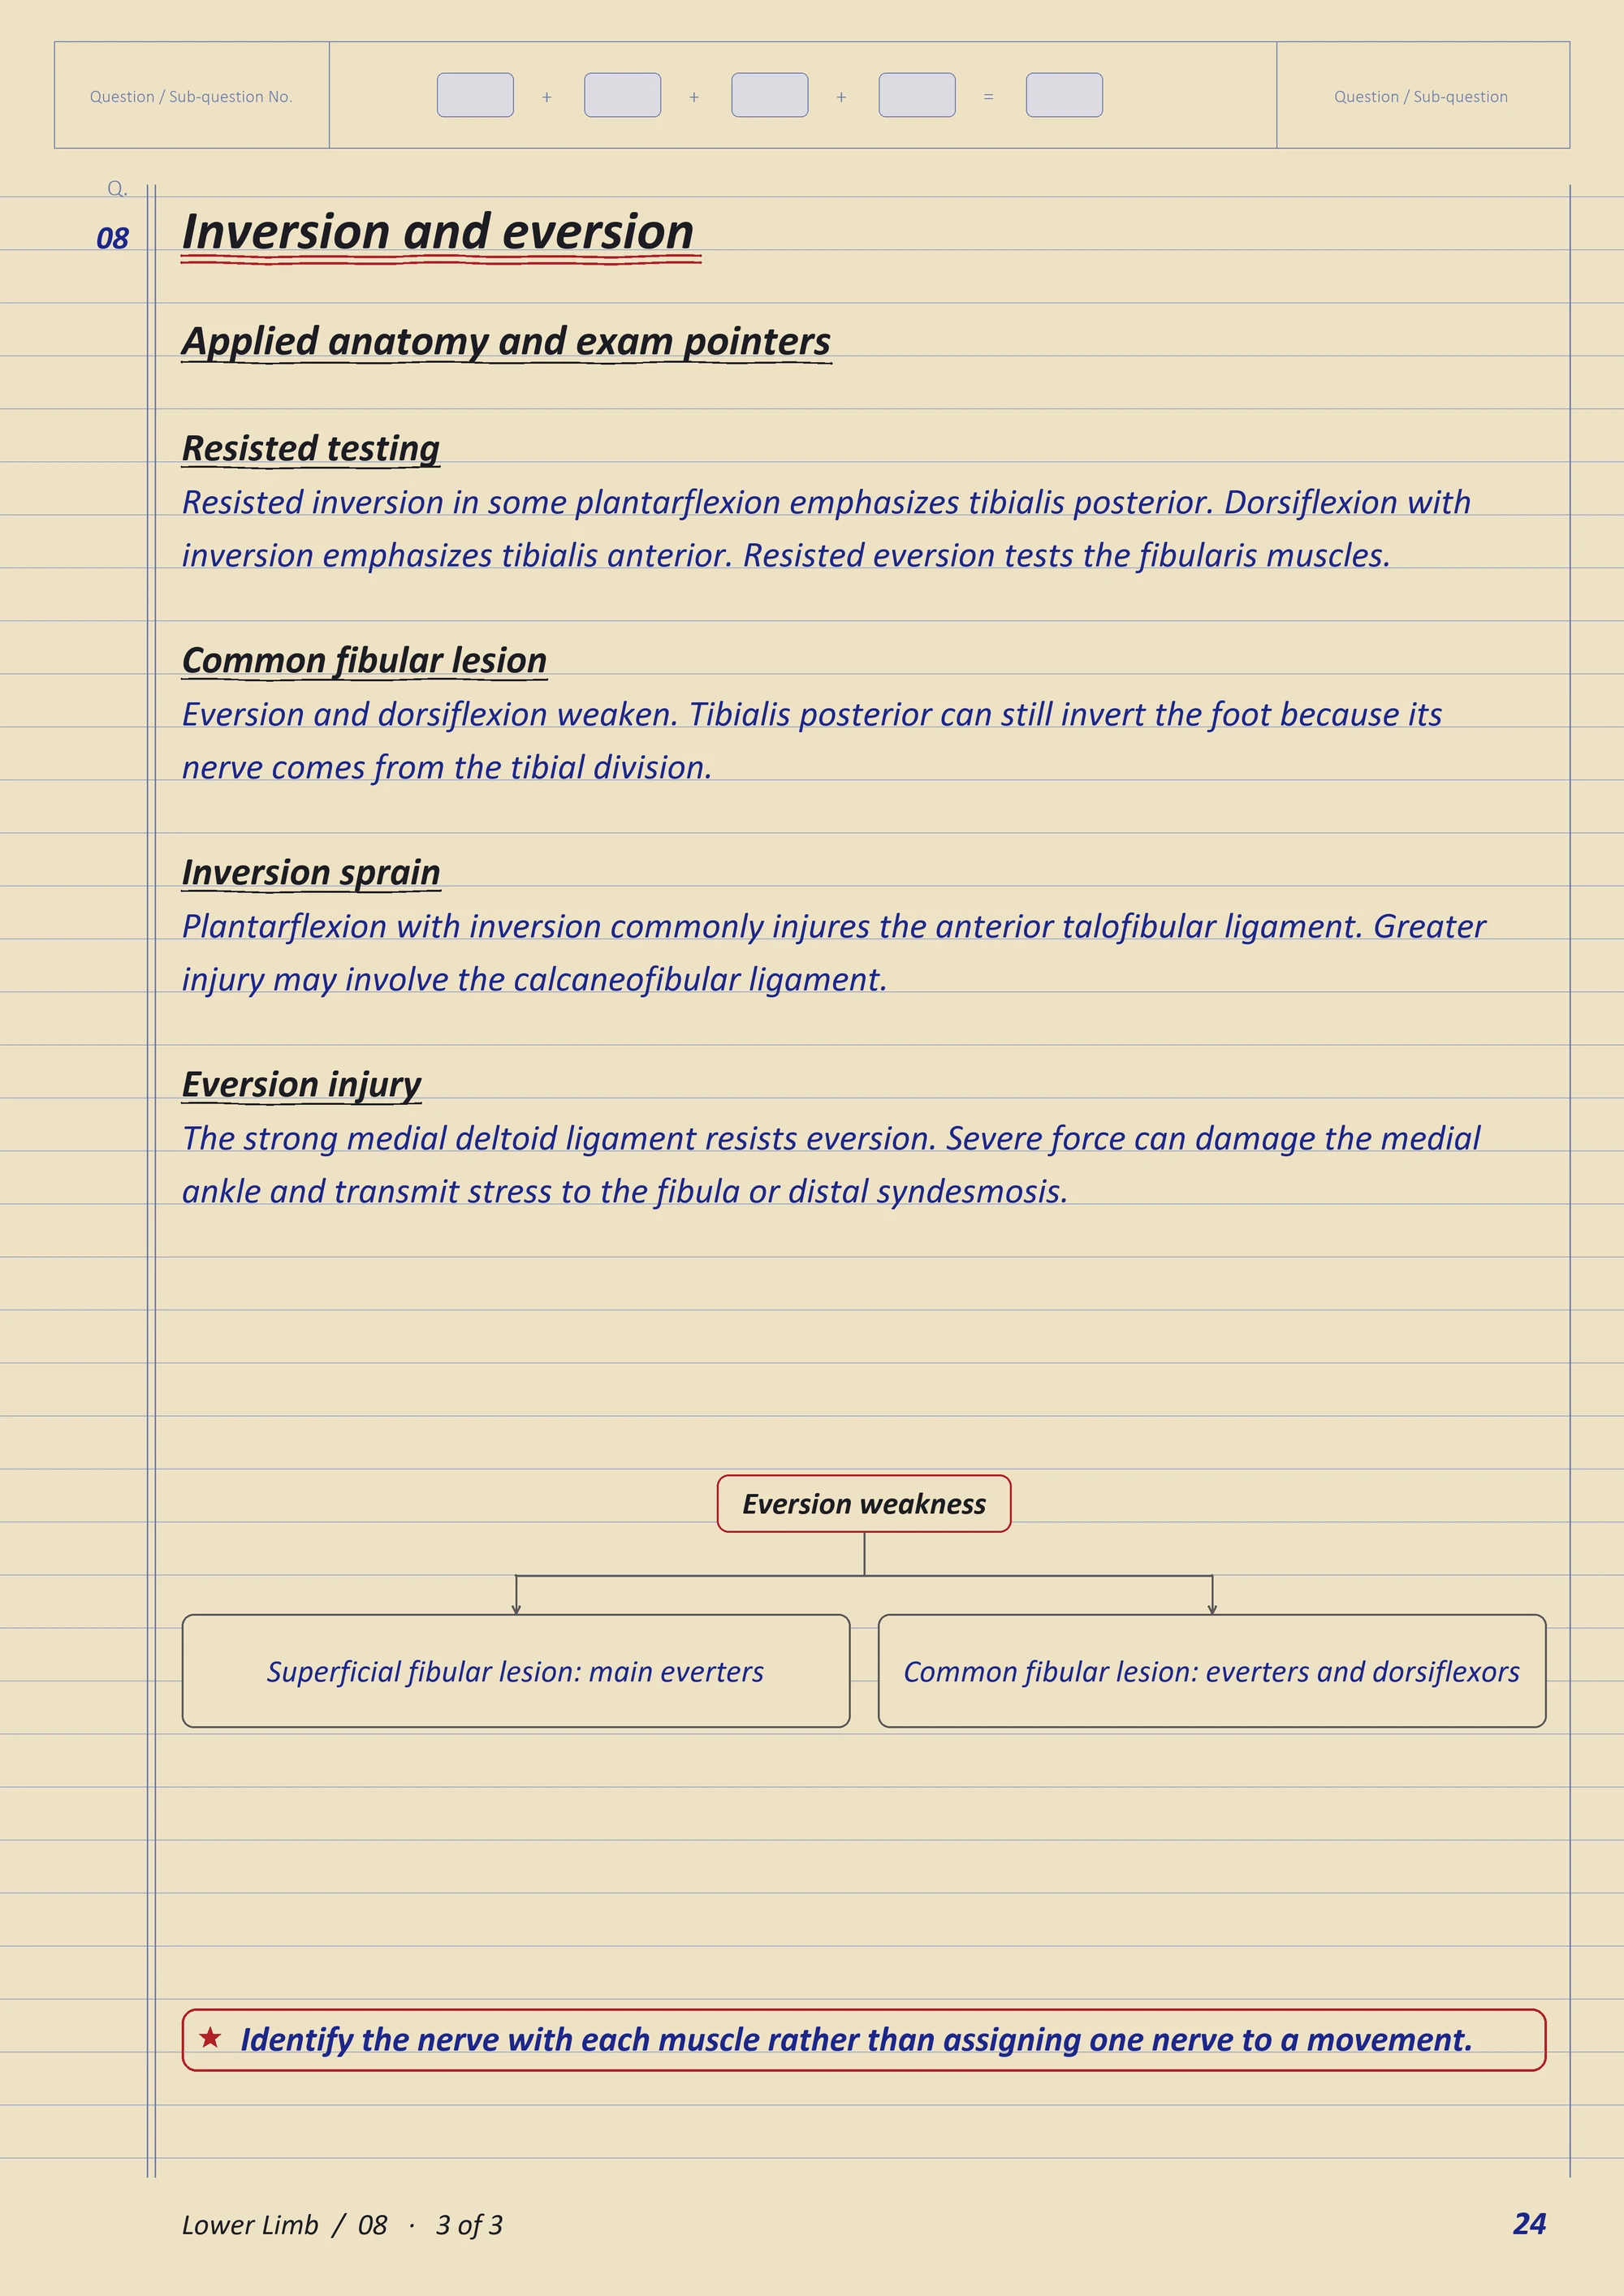 Question / Sub-question No.
+ + + =
Question / Sub-question
Q.
08
Inversion and eversion
Applied anatomy and exam pointers
Resisted testing
Resisted inversion in some plantarflexion emphasizes tibialis posterior. Dorsiflexion with
inversion emphasizes tibialis anterior. Resisted eversion tests the fibularis muscles.
Common fibular lesion
Eversion and dorsiflexion weaken. Tibialis posterior can still invert the foot because its
nerve comes from the tibial division.
Inversion sprain
Plantarflexion with inversion commonly injures the anterior talofibular ligament. Greater
injury may involve the calcaneofibular ligament.
Eversion injury
The strong medial deltoid ligament resists eversion. Severe force can damage the medial
ankle and transmit stress to the fibula or distal syndesmosis.
Eversion weakness
Superficial fibular lesion: main everters
Common fibular lesion: everters and dorsiflexors
★ Identify the nerve with each muscle rather than assigning one nerve to a movement.
Lower Limb / 08 · 3 of 3
24